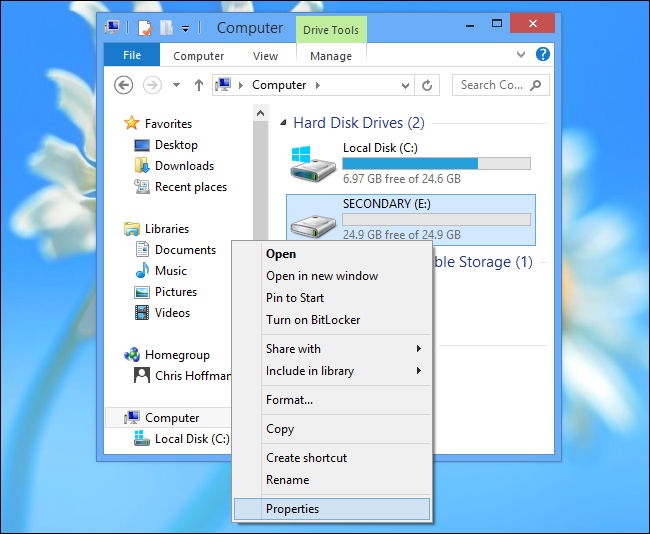 Computer
Drive Tools
File
Computer
View
Manage
Computer
Search Co...
Favorites
Desktop
Downloads
Recent places
Libraries
Documents
Music
Pictures
Videos
Homegroup
Chris Hoffman
Computer
Local Disk (C:)
Hard Disk Drives (2)
Local Disk (C:)
6.97 GB free of 24.6 GB
SECONDARY (E:)
24.9 GB free of 24.9 GB
ble Storage (1)
Open
Open in new window
Pin to Start
Turn on BitLocker
Share with
Include in library
Format...
Copy
Create shortcut
Rename
Properties